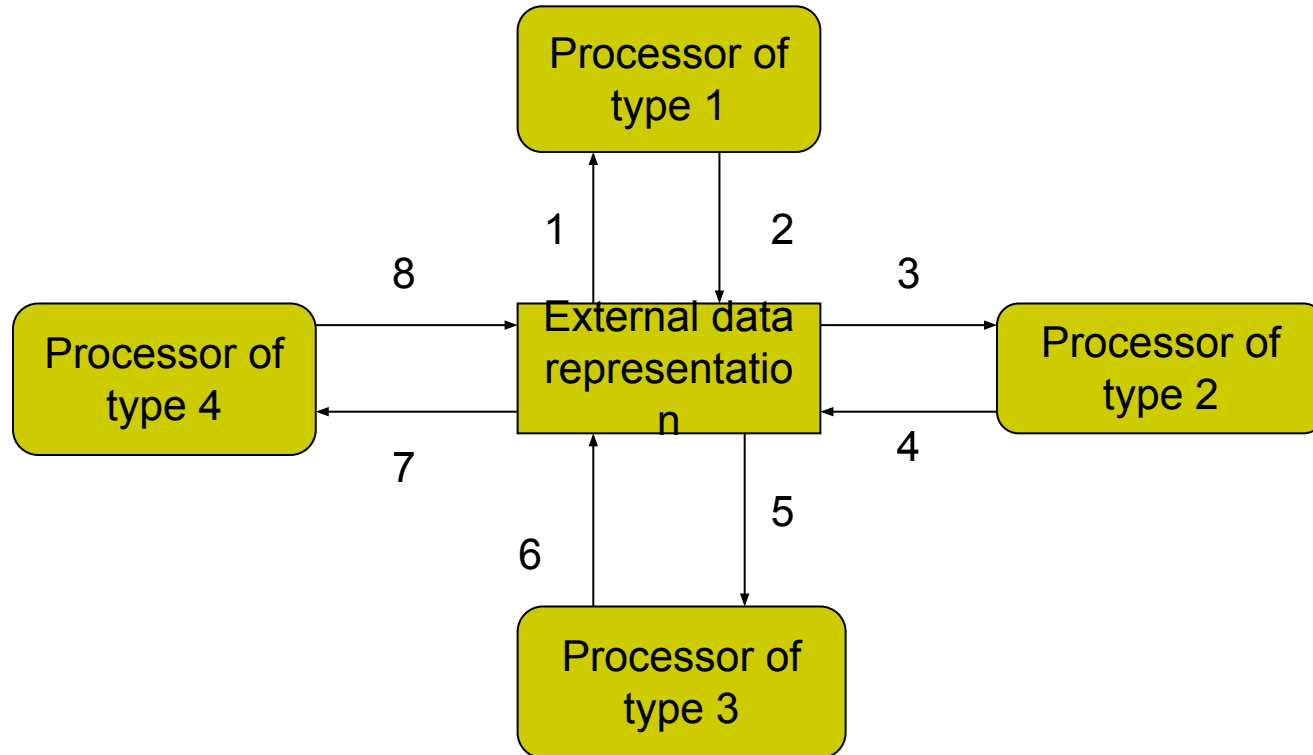 Processor of
type 1
1
2
8
3
External data
representatio
n
Processor of
type 4
Processor of
type 2
7
4
5
6
Processor of
type 3